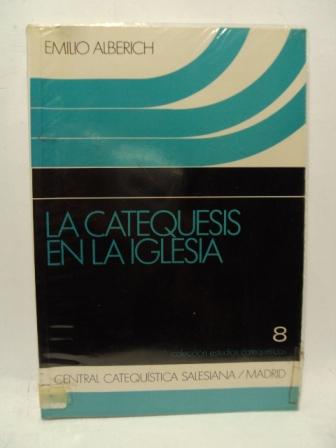 EMILIO ALBERICH
LA CATEQUESIS
EN LA IGLESIA
8
colección estudios catequéticos
CENTRAL CATEQUÍSTICA SALESIANA / MADRID